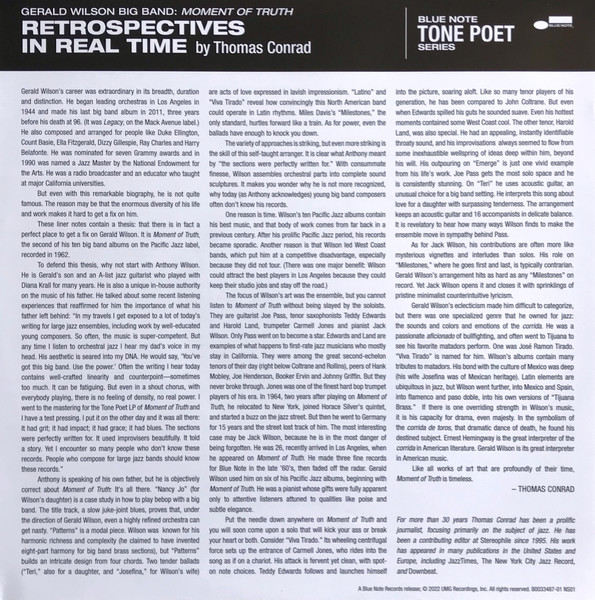 GERALD WILSON BIG BAND: MOMENT OF TRUTH
RETROSPECTIVES
IN REAL TIME by Thomas Conrad
BLUE NOTE
TONE POET
SERIES
BLUE NOTE
Gerald Wilson's career was extraordinary in its breadth, duration
and distinction. He began leading orchestras in Los Angeles in
1944 and made his last big band album in 2011, three years
before his death at 96. (It was Legacy, on the Mack Avenue label.)
He also composed and arranged for people like Duke Ellington,
Count Basie, Ella Fitzgerald, Dizzy Gillespie, Ray Charles and Harry
Belafonte. He was nominated for seven Grammy awards and in
1990 was named a Jazz Master by the National Endowment for
the Arts. He was a radio broadcaster and an educator who taught
at major California universities.
But even with this remarkable biography, he is not quite
famous. The reason may be that the enormous diversity of his life
and work makes it hard to get a fix on him.
These liner notes contain a thesis: that there is in fact a
perfect place to get a fix on Gerald Wilson. It is Moment of Truth,
the second of his ten big band albums on the Pacific Jazz label,
recorded in 1962.
To defend this thesis, why not start with Anthony Wilson.
He is Gerald's son and an A-list jazz guitarist who played with
Diana Krall for many years. He is also a unique in-house authority
on the music of his father. He talked about some recent listening
experiences that reaffirmed for him the importance of what his
father left behind: "In my travels I get exposed to a lot of today's
writing for large jazz ensembles, including work by well-educated
young composers. So often, the music is super-competent. But
any time I listen to orchestral jazz I hear my dad's voice in my
head. His aesthetic is seared into my DNA. He would say, 'You've
got this big band. Use the power.' Often the writing I hear today
contains well-crafted linearity and counterpoint—sometimes
too much. It can be fatiguing. But even in a shout chorus, with
everybody playing, there is no feeling of density, no real power. I
went to the mastering for the Tone Poet LP of Moment of Truth and
I have a test pressing. I put it on the other day and it was all there:
It had grit; it had impact; it had grace; it had blues. The sections
were perfectly written for. It used improvisers beautifully. It told
a story. Yet I encounter so many people who don't know these
records. People who compose for large jazz bands should know
these records."
Anthony is speaking of his own father, but he is objectively
correct about Moment of Truth. It's all there. "Nancy Jo" (for
Wilson's daughter) is a case study in how to play bebop with a big
band. The title track, a slow juke-joint blues, proves that, under
the direction of Gerald Wilson, even a highly refined orchestra can
get nasty. "Patterns" is a modal piece. Wilson was known for his
harmonic richness and complexity (he claimed to have invented
eight-part harmony for big band brass sections), but "Patterns"
builds an intricate design from four chords. Two tender ballads
("Teri," also for a daughter, and "Josefina," for Wilson's wife)
are acts of love expressed in lavish impressionism. "Latino" and
"Viva Tirado" reveal how convincingly this North American band
could operate in Latin rhythms. Miles Davis's "Milestones," the
only standard, hurtles forward like a train. As for power, even the
ballads have enough to knock you down.
The variety of approaches is striking, but even more striking is
the skill of this self-taught arranger. It is clear what Anthony meant
by "the sections were perfectly written for." With consummate
finesse, Wilson assembles orchestral parts into complete sound
sculptures. It makes you wonder why he is not more recognized,
why today (as Anthony acknowledges) young big band composers
often don't know his records.
One reason is time. Wilson's ten Pacific Jazz albums contain
his best music, and that body of work comes from far back in a
previous century. After his prolific Pacific Jazz period, his records
became sporadic. Another reason is that Wilson led West Coast
bands, which put him at a competitive disadvantage, especially
because they did not tour. (There was one major benefit: Wilson
could attract the best players in Los Angeles because they could
keep their studio jobs and stay off the road.)
The focus of Wilson's art was the ensemble, but you cannot
listen to Moment of Truth without being slayed by the soloists.
They are guitarist Joe Pass, tenor saxophonists Teddy Edwards
and Harold Land, trumpeter Carmell Jones and pianist Jack
Wilson. Only Pass went on to become a star. Edwards and Land are
examples of what happens to first-rate jazz musicians who mostly
stay in California. They were among the great second-echelon
tenors of their day (right below Coltrane and Rollins), peers of Hank
Mobley, Joe Henderson, Booker Ervin and Johnny Griffin. But they
never broke through. Jones was one of the finest hard bop trumpet
players of his era. In 1964, two years after playing on Moment of
Truth, he relocated to New York, joined Horace Silver's quintet,
and started a buzz on the jazz street. But then he went to Germany
for 15 years and the street lost track of him. The most interesting
case may be Jack Wilson, because he is in the most danger of
being forgotten. He was 26, recently arrived in Los Angeles, when
he appeared on Moment of Truth. He made three fine records
for Blue Note in the late '60's, then faded off the radar. Gerald
Wilson used him on six of his Pacific Jazz albums, beginning with
Moment of Truth. He was a pianist whose gifts were fully apparent
only to attentive listeners attuned to qualities like poise and
subtle elegance.
Put the needle down anywhere on Moment of Truth and
you will soon come upon a solo that will kick your ass or break
your heart or both. Consider "Viva Tirado." Its wheeling centrifugal
force sets up the entrance of Carmell Jones, who rides into the
song as if on a chariot. His attack is fervent yet clean, with spot-
on note choices. Teddy Edwards follows and launches himself
into the picture, soaring aloft. Like so many tenor players of his
generation, he has been compared to John Coltrane. But even
when Edwards spilled his guts he sounded suave. Even his hottest
moments contained some West Coast cool. The other tenor, Harold
Land, was also special. He had an appealing, instantly identifiable
throaty sound, and his improvisations always seemed to flow from
some inexhaustible wellspring of ideas deep within him, beyond
his will. His outpouring on "Emerge" is just one vivid example
from his life's work. Joe Pass gets the most solo space and he
is consistently stunning. On "Teri" he uses acoustic guitar, an
unusual choice for a big band setting. He interprets this song about
love for a daughter with surpassing tenderness. The arrangement
keeps an acoustic guitar and 16 accompanists in delicate balance.
It is revelatory to hear how many ways Wilson finds to make the
ensemble move in sympathy behind Pass.
As for Jack Wilson, his contributions are often more like
mysterious vignettes and interludes than solos. His role on
"Milestones," where he goes first and last, is typically contrarian.
Gerald Wilson's arrangement hits as hard as any "Milestones" on
record. Yet Jack Wilson opens it and closes it with sprinklings of
pristine minimalist counterintuitive lyricism.
Gerald Wilson's eclecticism made him difficult to categorize,
but there was one specialized genre that he owned for jazz:
the sounds and colors and emotions of the corrida. He was a
passionate aficionado of bullfighting, and often went to Tijuana to
see his favorite matadors perform. One was José Ramon Tirado.
"Viva Tirado" is named for him. Wilson's albums contain many
tributes to matadors. His bond with the culture of Mexico was deep
(his wife Josefina was of Mexican heritage). Latin elements are
ubiquitous in jazz, but Wilson went further, into Mexico and Spain,
into flamenco and paso doble, into his own versions of "Tijuana
Brass." If there is one overriding strength in Wilson's music,
it is his capacity for drama, even majesty. In the symbolism of
the corrida de toros, that dramatic dance of death, he found his
destined subject. Ernest Hemingway is the great interpreter of the
corrida in American literature. Gerald Wilson is its great interpreter
in American music.
Like all works of art that are profoundly of their time,
Moment of Truth is timeless.
– THOMAS CONRAD
For more than 30 years Thomas Conrad has been a prolific
journalist, focusing primarily on the subject of jazz. He has
been a contributing editor at Stereophile since 1995. His work
has appeared in many publications in the United States and
Europe, including JazzTimes, The New York City Jazz Record,
and Downbeat.
A Blue Note Records release; © 2022 UMG Recordings, Inc. All rights reserved. B0033487-01 NS01